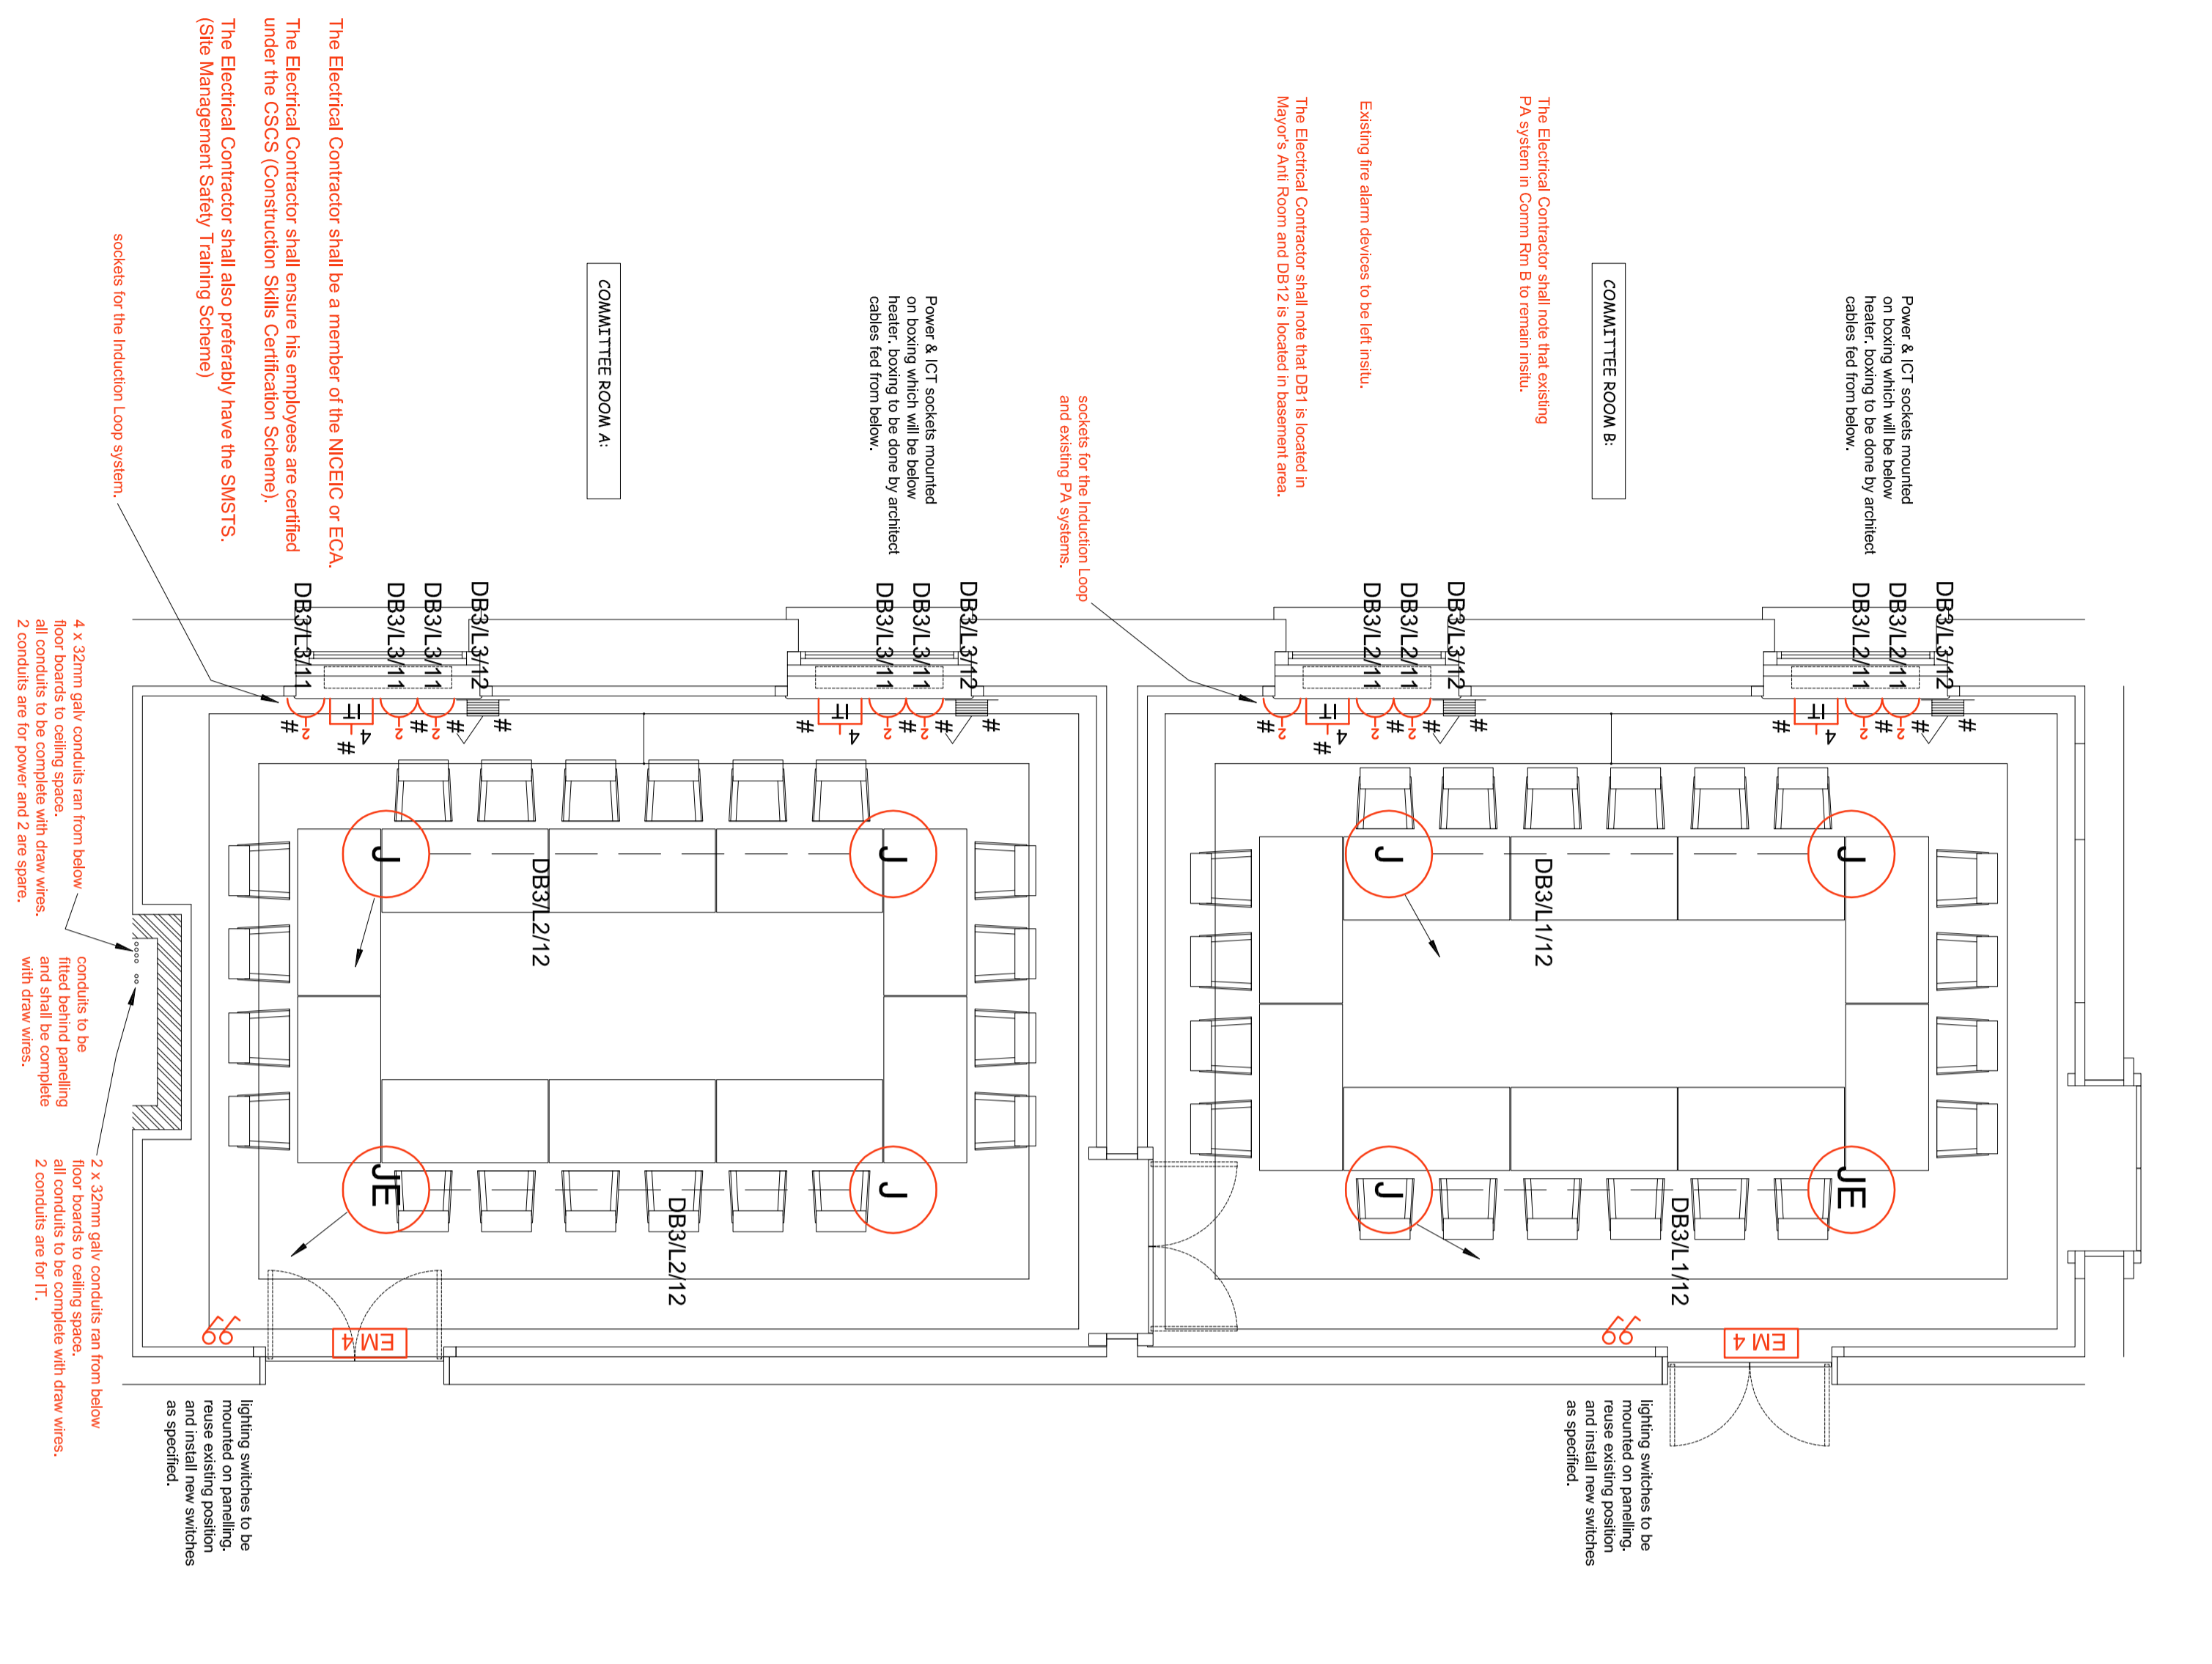 Power & ICT sockets mounted
on boxing which will be below
heater. boxing to be done by architect
cables fed from below.
COMMITTEE ROOM B:
The Electrical Contractor shall note that existing
PA system in Comm Rm B to remain insitu.
Existing fire alarm devices to be left insitu.
The Electrical Contractor shall note that DB1 is located in
Mayor's Anti Room and DB12 is located in basement area.
sockets for the Induction Loop
and existing PA systems.
Power & ICT sockets mounted
on boxing which will be below
heater. boxing to be done by architect
cables fed from below.
COMMITTEE ROOM A:
The Electrical Contractor shall be a member of the NICEIC or ECA.
The Electrical Contractor shall ensure his employees are certified
under the CSCS (Construction Skills Certification Scheme).
The Electrical Contractor shall also preferably have the SMSTS.
(Site Management Safety Training Scheme)
sockets for the Induction Loop system.
DB3/L3/12
DB3/L2/11
DB3/L2/11
DB3/L3/12
DB3/L2/11
DB3/L2/11
DB3/L3/12
DB3/L3/11
DB3/L3/11
DB3/L3/12
DB3/L3/11
DB3/L3/11
DB3/L3/11
#
#
2
#
2
4
H
#
#
#
2
#
2
4
H
#
2
#
#
#
2
#
2
4
H
#
#
#
2
#
2
4
H
#
2
#
J
J
DB3/L1/12
J
J
DB3/L2/12
JE
J
DB3/L1/12
J
JE
DB3/L2/12
EM 4
EM 4
4 x 32mm galv conduits ran from below
floor boards to ceiling space.
all conduits to be complete with draw wires.
2 conduits are for power and 2 are spare.
conduits to be
fitted behind panelling
and shall be complete
with draw wires.
2 x 32mm galv conduits ran from below
floor boards to ceiling space.
all conduits to be complete with draw wires.
2 conduits are for IT.
lighting switches to be
mounted on panelling.
reuse existing position
and install new switches
as specified.
lighting switches to be
mounted on panelling.
reuse existing position
and install new switches
as specified.